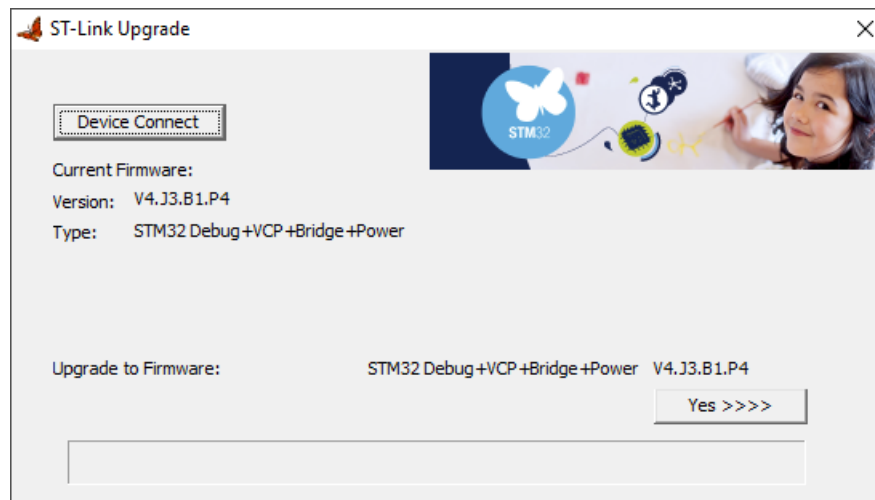 ST-Link Upgrade
Device Connect
STM32
Current Firmware:
Version: V4.J3.B1.P4
Type: STM32 Debug+VCP+Bridge+Power
Upgrade to Firmware: STM32 Debug+VCP+Bridge+Power V4.J3.B1.P4
Yes >>>>